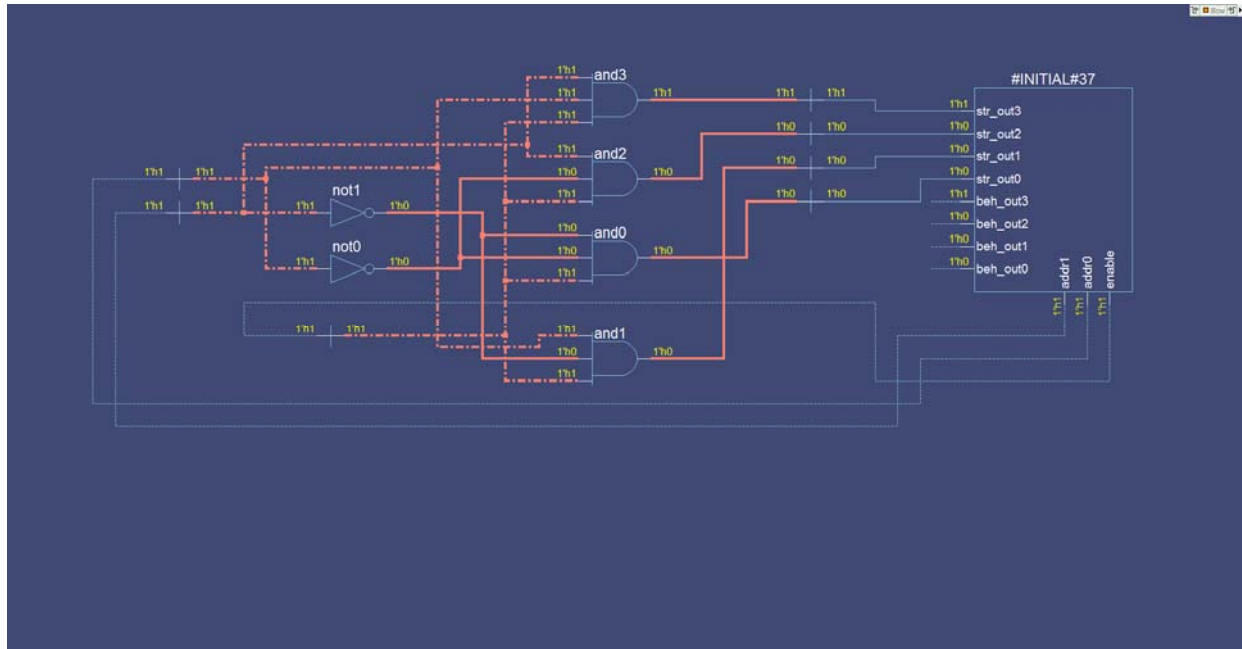 Slow
#INITIAL#37
1'h1 and3
1'h1 1'h1 1'h1 1'h1 1'h1 str_out3
1'h1
1'h0 1'h0 1'h0 str_out2
1'h1 and2
1'h0 1'h0 1'h0 1'h0 1'h0 str_out1
1'h1 1'h1
1'h1
1'h0 1'h0 1'h0 str_out0
not1
1'h1 1'h1 1'h1 1'h0
1'h1 beh_out3
1'h0 beh_out2
1'h0 and0
1'h0 1'h0
1'h0 beh_out1
not0
1'h1 1'h0
1'h1
1'h0 beh_out0
addr1
addr0
enable
1'h1 1'h1 1'h1
1'h1 1'h1
1'h1 and1
1'h0 1'h0
1'h1